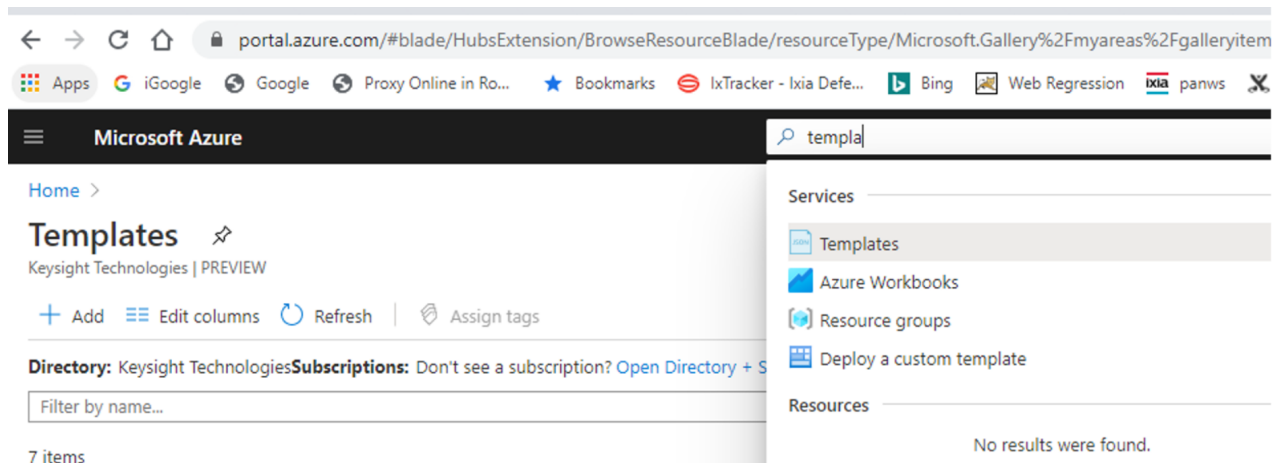 portal.azure.com/#blade/HubsExtension/BrowseResourceBlade/resourceType/Microsoft.Gallery%2Fmyareas%2Fgalleryitem
Apps iGoogle Google Proxy Online in Ro... Bookmarks IxTracker - Ixia Defe... Bing Web Regression ixia panws
Microsoft Azure
templa
Home >
Templates
Keysight Technologies | PREVIEW
+ Add Edit columns Refresh | Assign tags
Directory: Keysight TechnologiesSubscriptions: Don't see a subscription? Open Directory + S
Filter by name...
7 items
Services
JSON Templates
Azure Workbooks
Resource groups
Deploy a custom template
Resources
No results were found.